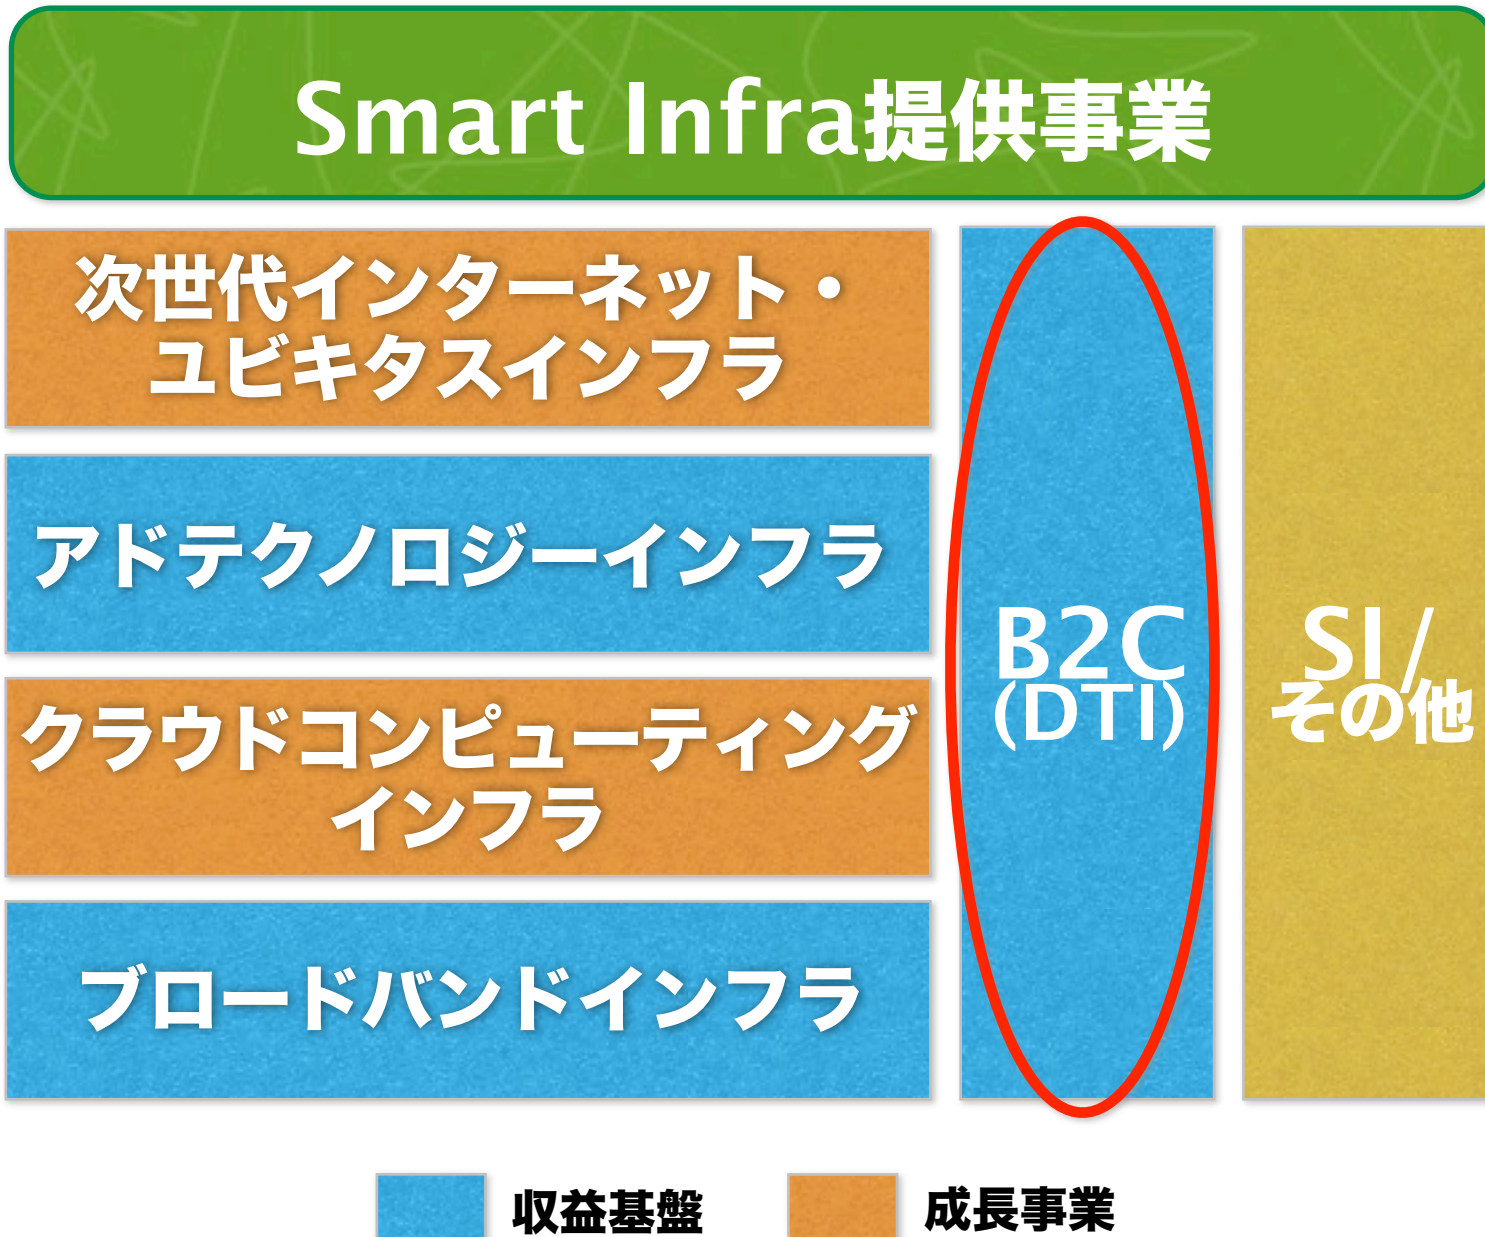 Smart Infra提供事業
次世代インターネット・
ユビキタスインフラ
アドテクノロジーインフラ
クラウドコンピューティング
インフラ
ブロードバンドインフラ
B2C
(DTI)
SI/
その他
収益基盤
成長事業